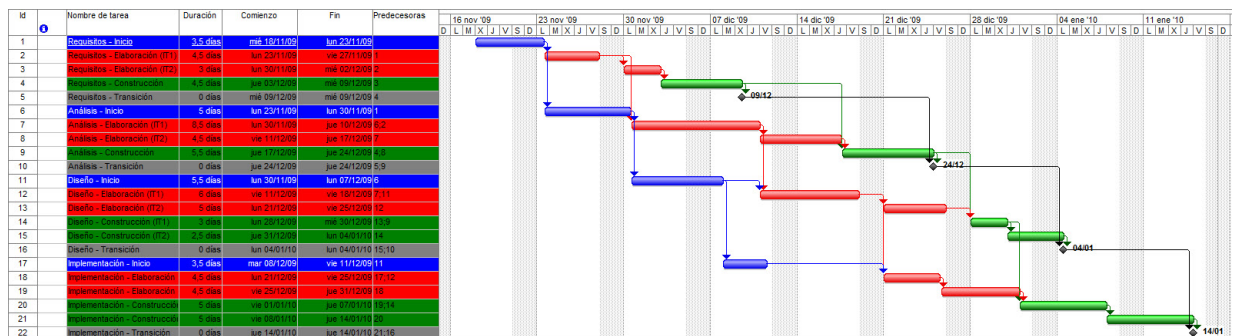 Id Nombre de tarea Duración Comienzo Fin Predecesoras
16 nov '09 23 nov '09 30 nov '09 07 dic '09 14 dic '09 21 dic '09 28 dic '09 04 ene '10 11 ene '10
D L M X J V S D L M X J V S D L M X J V S D L M X J V S D L M X J V S D L M X J V S D L M X J V S D L M X J V S D L M X J V S D
1 Requisitos - Inicio 3,5 días mié 18/11/09 lun 23/11/09
2 Requisitos - Elaboración (IT1) 4,5 días lun 23/11/09 vie 27/11/09 1
3 Requisitos - Elaboración (IT2) 3 días lun 30/11/09 mié 02/12/09 2
4 Requisitos - Construcción 4,5 días jue 03/12/09 mié 09/12/09 3
5 Requisitos - Transición 0 días mié 09/12/09 mié 09/12/09 4
09/12
6 Análisis - Inicio 5 días lun 23/11/09 lun 30/11/09 1
7 Análisis - Elaboración (IT1) 8,5 días lun 30/11/09 jue 10/12/09 6;2
8 Análisis - Elaboración (IT2) 4,5 días vie 11/12/09 jue 17/12/09 7
9 Análisis - Construcción 5,5 días jue 17/12/09 jue 24/12/09 4;8
10 Análisis - Transición 0 días jue 24/12/09 jue 24/12/09 5;9
24/12
11 Diseño - Inicio 5,5 días lun 30/11/09 lun 07/12/09 6
12 Diseño - Elaboración (IT1) 6 días vie 11/12/09 vie 18/12/09 7;11
13 Diseño - Elaboración (IT2) 5 días lun 21/12/09 vie 25/12/09 12
14 Diseño - Construcción (IT1) 3 días lun 28/12/09 mié 30/12/09 13;9
15 Diseño - Construcción (IT2) 2,5 días jue 31/12/09 lun 04/01/10 14
16 Diseño - Transición 0 días lun 04/01/10 lun 04/01/10 15;10
04/01
17 Implementación - Inicio 3,5 días mar 08/12/09 vie 11/12/09 11
18 Implementación - Elaboración 4,5 días lun 21/12/09 vie 25/12/09 17;12
19 Implementación - Elaboración 4,5 días vie 25/12/09 jue 31/12/09 18
20 Implementación - Construcció 5 días vie 01/01/10 jue 07/01/10 19;14
21 Implementación - Construcció 5 días vie 08/01/10 jue 14/01/10 20
22 Implementación - Transición 0 días jue 14/01/10 jue 14/01/10 21;16
14/01